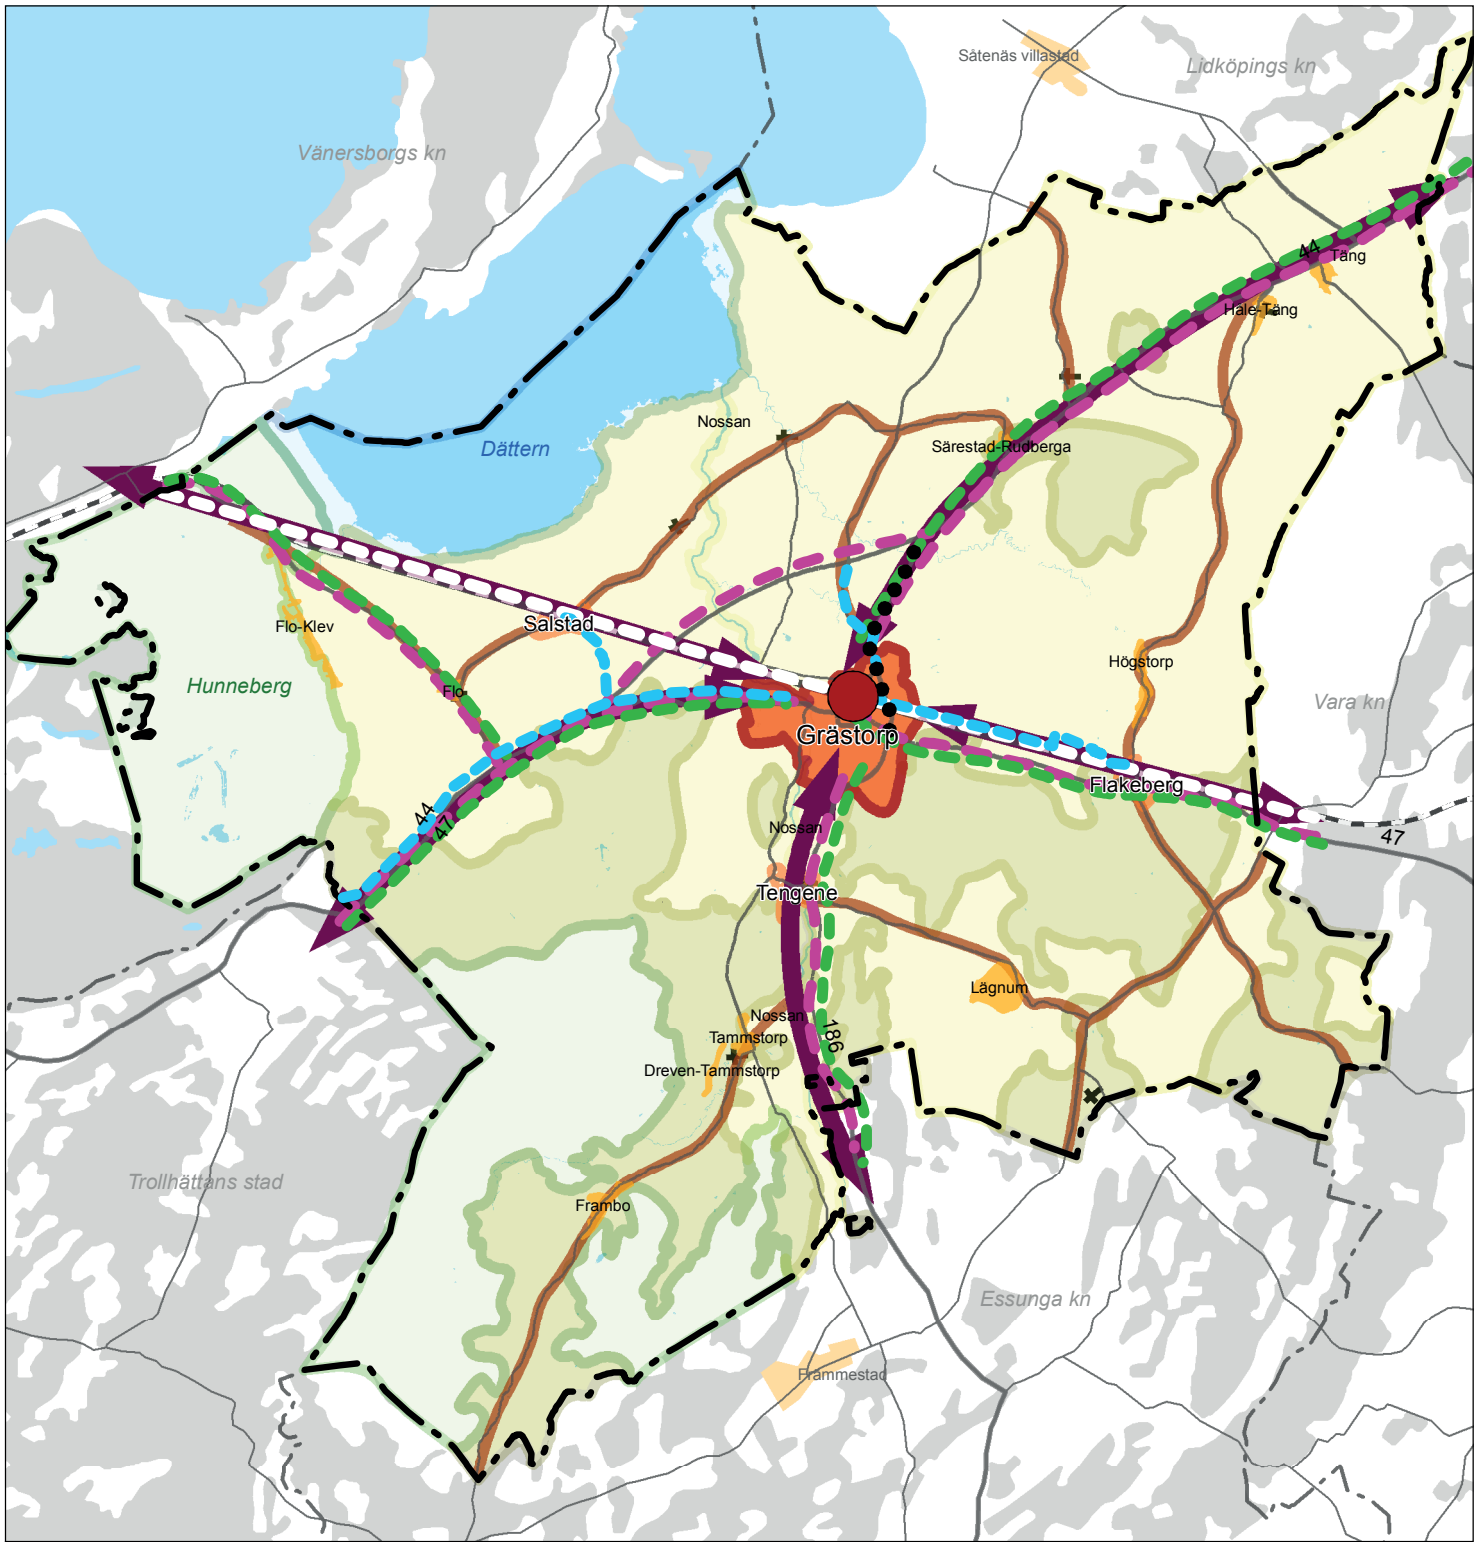 Såtenäs villastad
Lidköpings kn
Vänersborgs kn
44
Täng
Hale-Täng
Nossan
Särestad-Rudberga
Dättern
Salstad
Flo-Klev
Högstorp
Hunneberg
Flo
Vara kn
Grästorp
Flakeberg
44
47
Nossan
47
Tengene
Lägnum
Nossan
186
Tammstorp
Dreven-Tammstorp
Trollhättans stad
Frambo
Essunga kn
Främmestad